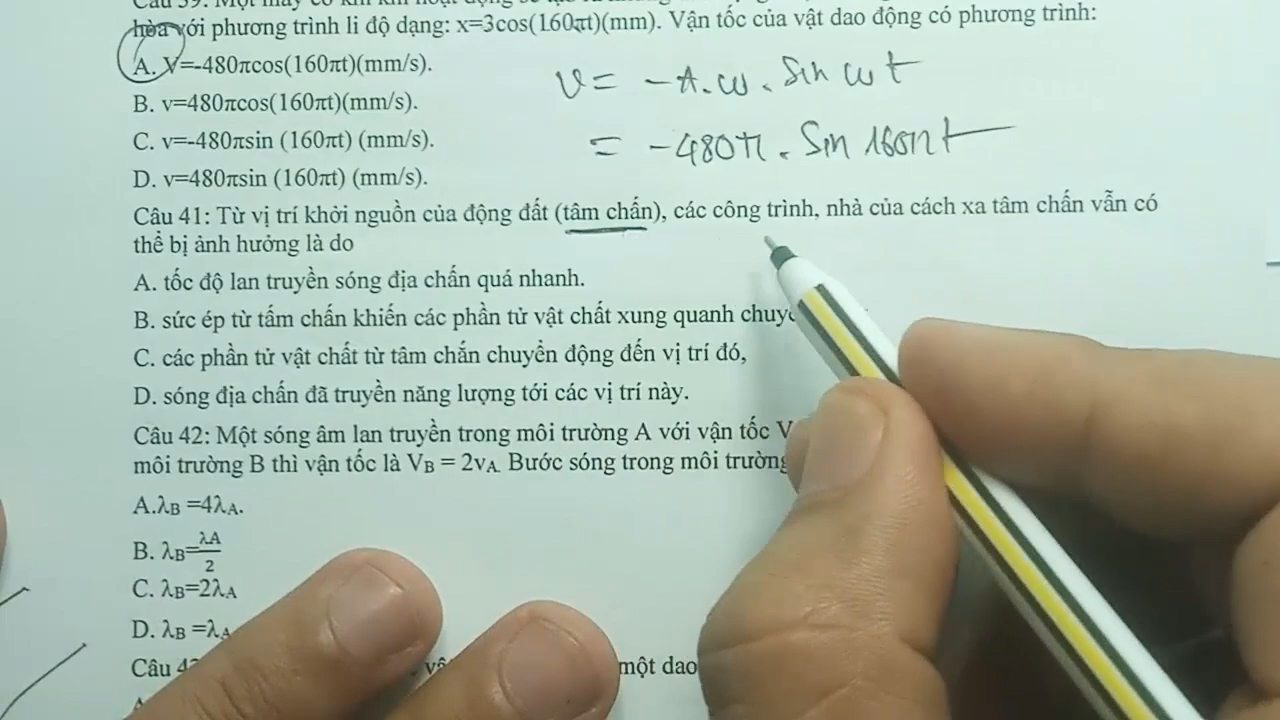 hòa với phương trình li độ dạng: x=3cos(160πt)(mm). Vận tốc của vật dao động có phương trình:
A. V=-480πcos(160πt)(mm/s).
B. v=480πcos(160πt)(mm/s).
C. v=-480πsin (160πt) (mm/s).
D. v=480πsin (160πt) (mm/s).
v = -A.ω. Sin ωt
= -480π. Sin 160πt
Câu 41: Từ vị trí khởi nguồn của động đất (tâm chấn), các công trình, nhà của cách xa tâm chấn vẫn có
thể bị ảnh hưởng là do
A. tốc độ lan truyền sóng địa chấn quá nhanh.
B. sức ép từ tấm chấn khiến các phần tử vật chất xung quanh
C. các phần tử vật chất từ tâm chấn chuyển động đến vị trí đó,
D. sóng địa chấn đã truyền năng lượng tới các vị trí này.
Câu 42: Một sóng âm lan truyền trong môi trường A với vận tốc
môi trường B thì vận tốc là VB = 2vA. Bước sóng trong môi trường
A.λB =4λA.
B. λB=λA/2
C. λB=2λA
D. λB =λA
Câu một dao